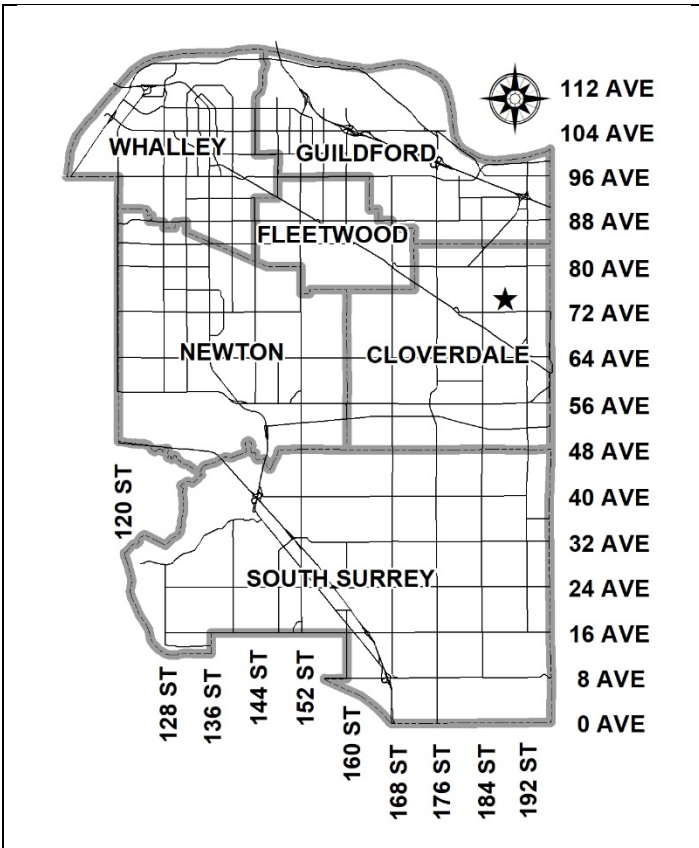 112 AVE
104 AVE
WHALLEY
GUILDFORD
96 AVE
88 AVE
FLEETWOOD
80 AVE
72 AVE
NEWTON
CLOVERDALE
64 AVE
56 AVE
48 AVE
120 ST
40 AVE
32 AVE
SOUTH SURREY
24 AVE
16 AVE
8 AVE
0 AVE
128 ST
136 ST
144 ST
152 ST
160 ST
168 ST
176 ST
184 ST
192 ST